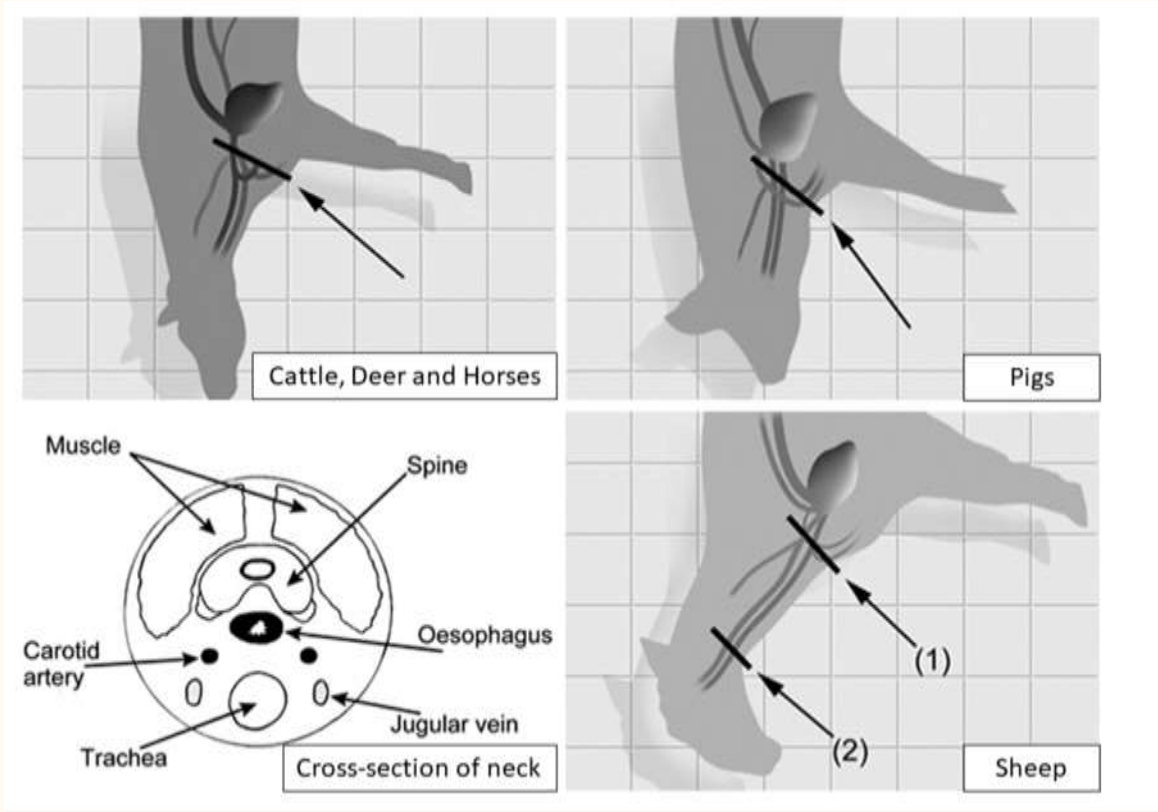 Cattle, Deer and Horses
Pigs
Muscle
Spine
Carotid
artery
Oesophagus
Jugular vein
Trachea
Cross-section of neck
(1)
(2)
Sheep